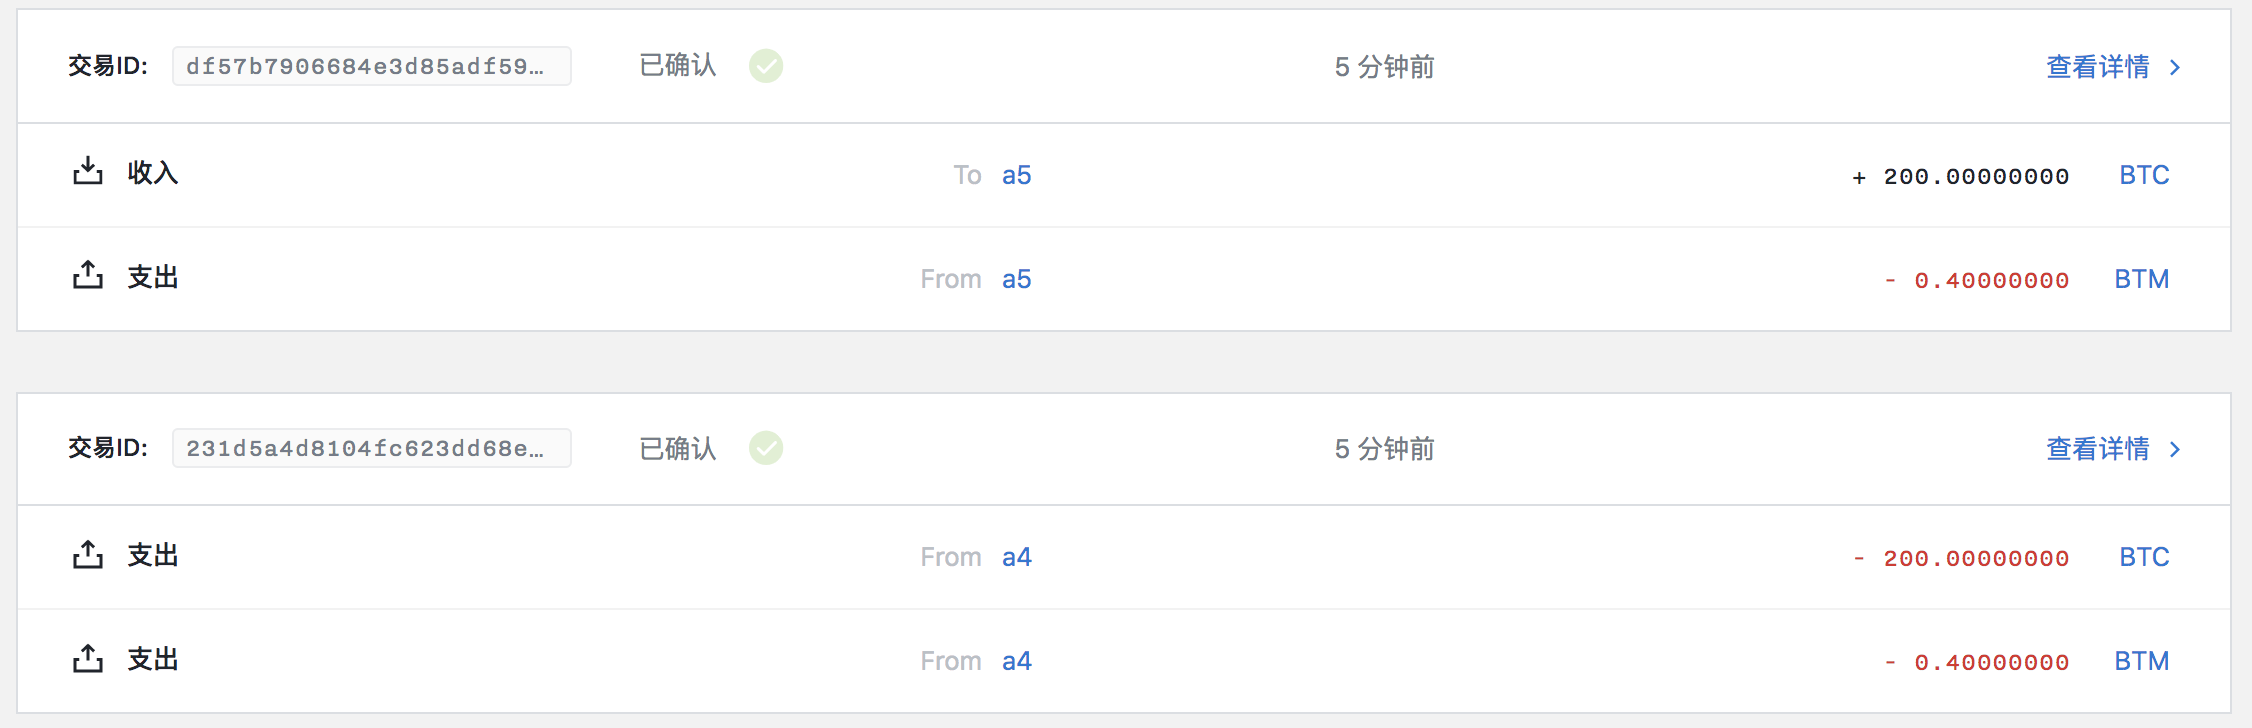 交易ID: df57b7906684e3d85adf59… 已确认 5 分钟前 查看详情
收入 To a5 + 200.00000000 BTC
支出 From a5 - 0.40000000 BTM
交易ID: 231d5a4d8104fc623dd68e… 已确认 5 分钟前 查看详情
支出 From a4 - 200.00000000 BTC
支出 From a4 - 0.40000000 BTM